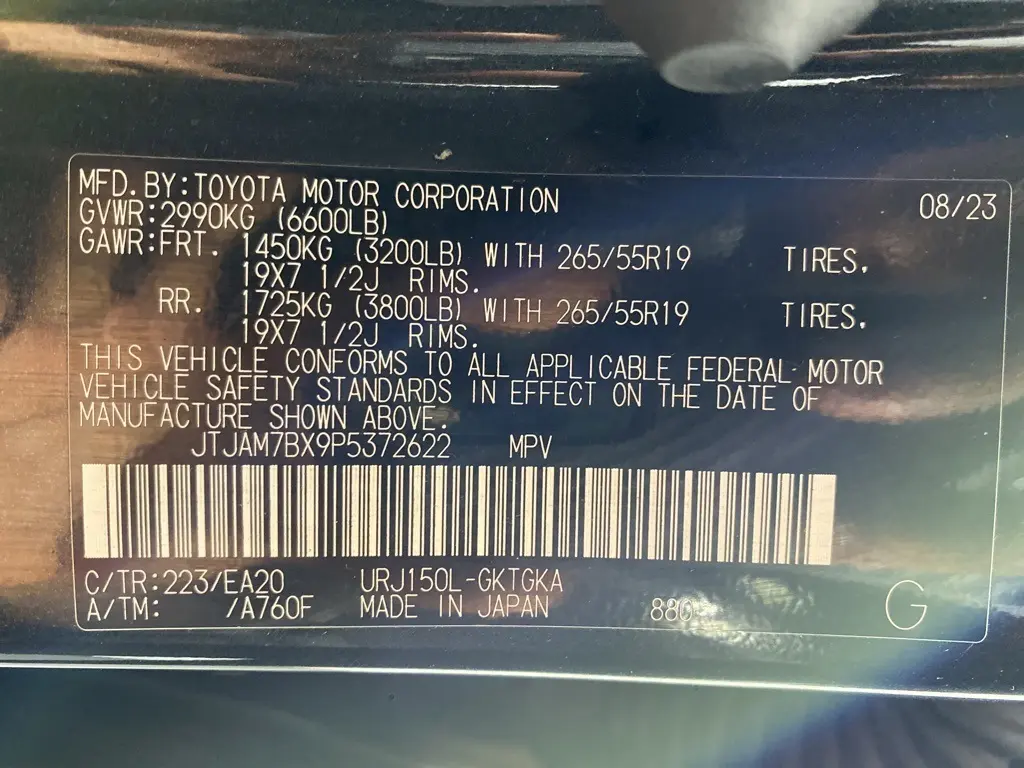 MFD.BY:TOYOTA MOTOR CORPORATION 08/23
GVWR:2990KG (6600LB)
GAWR:FRT. 1450KG (3200LB) WITH 265/55R19 TIRES.
19X7 1/2J RIMS.
RR. 1725KG (3800LB) WITH 265/55R19 TIRES.
19X7 1/2J RIMS.
THIS VEHICLE CONFORMS TO ALL APPLICABLE FEDERAL MOTOR
VEHICLE SAFETY STANDARDS IN EFFECT ON THE DATE OF
MANUFACTURE SHOWN ABOVE.
JTJAM7BX9P5372622 MPV
C/TR:223/EA20 URJ150L-GKTGKA
A/TM: /A760F MADE IN JAPAN G